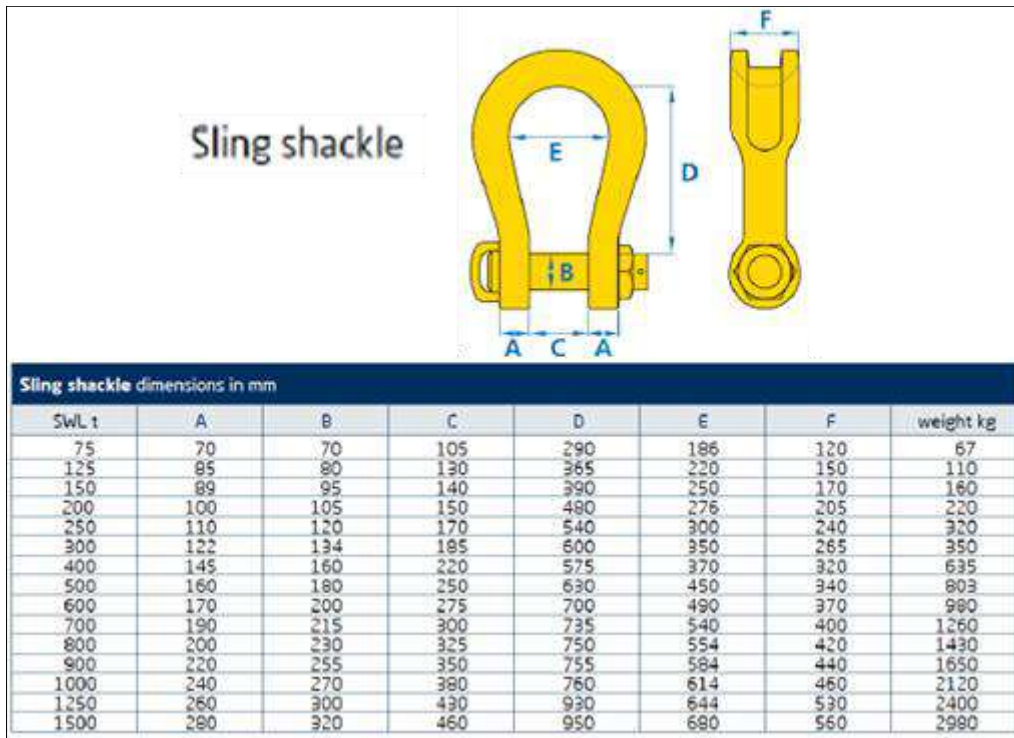 F
Sling shackle
E
D
B
A C A
Sling shackle dimensions in mm
SWL t A B C D E F weight kg
75 70 70 105 290 186 120 67
125 85 80 130 365 220 150 110
150 89 95 140 390 250 170 160
200 100 105 150 480 276 205 220
250 110 120 170 540 300 240 320
300 122 134 185 600 350 265 350
400 145 160 220 575 370 320 635
500 160 180 250 630 450 340 803
600 170 200 275 700 490 370 980
700 190 215 300 735 540 400 1260
800 200 230 325 750 554 420 1430
900 220 255 350 755 584 440 1650
1000 240 270 380 760 614 460 2120
1250 260 300 430 930 644 530 2400
1500 280 320 460 950 680 560 2980